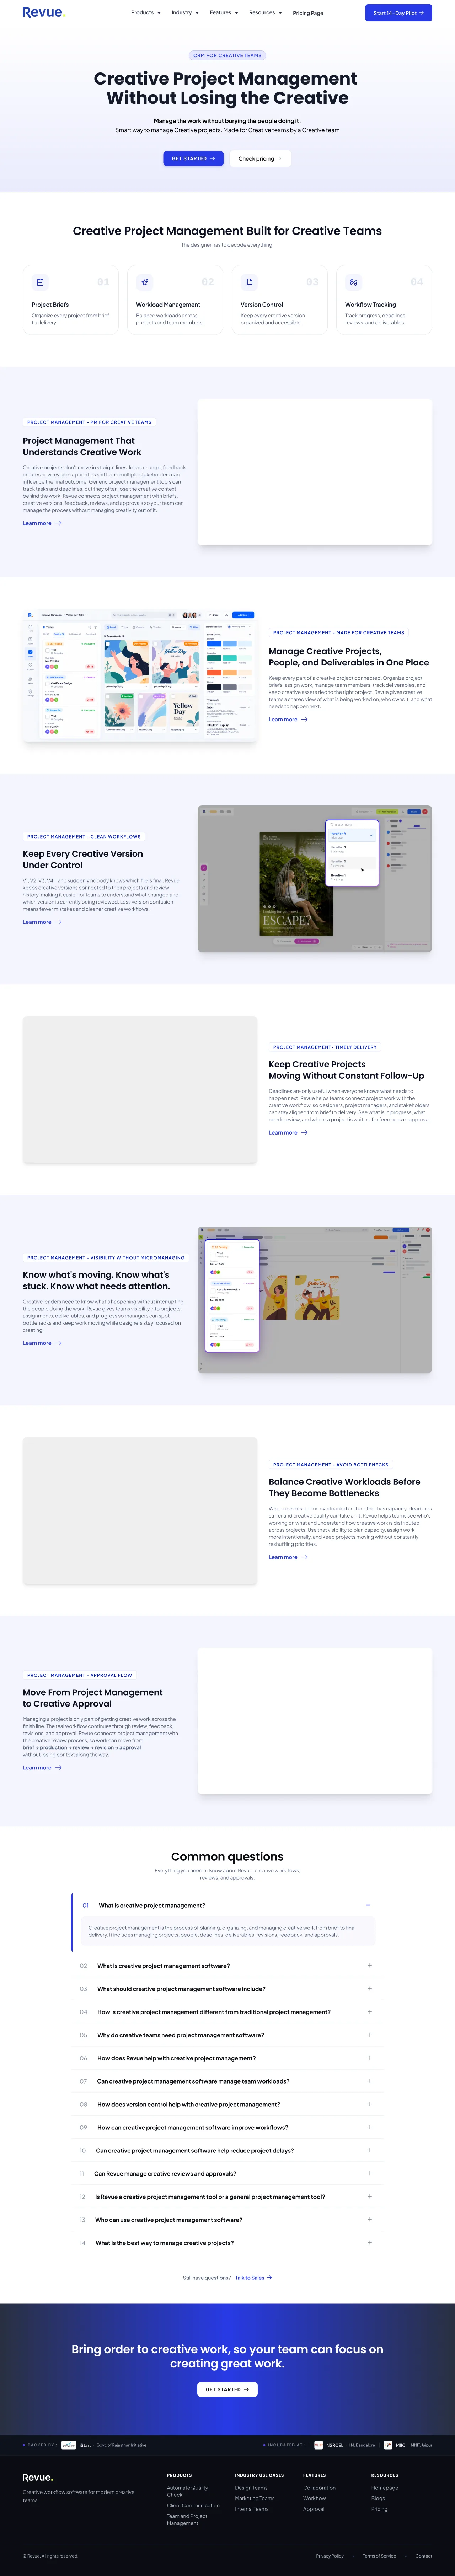 Revue.
Products
Industry
Features
Resources
Pricing Page
Start 14-Day Pilot
CRM FOR CREATIVE TEAMS
Creative Project Management
Without Losing the Creative
Manage the work without burying the people doing it.
Smart way to manage Creative projects. Made for Creative teams by a Creative team
GET STARTED
Check pricing
Creative Project Management Built for Creative Teams
The designer has to decode everything.
01
Project Briefs
Organize every project from brief
to delivery.
02
Workload Management
Balance workloads across
projects and team members
03
Version Control
Keep every creative version
organized and accessible.
04
Workflow Tracking
Track progress, deadlines,
reviews, and deliverables.
PROJECT MANAGEMENT - PM FOR CREATIVE TEAMS
Project Management That
Understands Creative Work
Creative projects don't move in straight lines. Ideas change, feedback
creates new revisions, priorities shift, and multiple stakeholders can
influence the final outcome. Generic project management tools can
track tasks and deadlines, but they often lose the creative context
behind the work. Revue connects project management with briefs,
creative versions, feedback, reviews, and approvals so your team can
manage the process without managing creativity out of it.
Learn more
PROJECT MANAGEMENT - MADE FOR CREATIVE TEAMS
Manage Creative Projects,
People, and Deliverables in One Place
Keep every part of a creative project connected. Organize project
briefs, assign work, manage team members, track deadlines, and
keep creative assets tied to the right project. Revue gives creative
teams a shared view of what is being worked on, who owns it, and what
needs to happen next.
Learn more
Yellow
Day
PROJECT MANAGEMENT - CLEAN WORKFLOWS
Keep Every Creative Version
Under Control
V1, V2, V3, V4—and suddenly nobody knows which file is final. Revue
keeps creative versions connected to their projects and review
history, making it easier for teams to understand what changed and
which version is currently being reviewed. Less version confusion
means fewer mistakes and cleaner creative workflows.
Learn more
ESCAPE.
PROJECT MANAGEMENT- TIMELY DELIVERY
Keep Creative Projects
Moving Without Constant Follow-Up
Deadlines are only useful when everyone knows what needs to
happen next. Revue helps teams connect project work with the
creative workflow, so designers, project managers, and stakeholders
can stay aligned from brief to delivery. See what is in progress, what
needs review, and where a project is waiting for feedback or approval.
Learn more
PROJECT MANAGEMENT - VISIBILITY WITHOUT MICROMANAGING
Know what's moving. Know what's
stuck. Know what needs attention.
Creative leaders need to know what's happening without interrupting
the people doing the work. Revue gives teams visibility into projects,
assignments, deliverables, and progress so managers can spot
bottlenecks and keep work moving while designers stay focused on
creating.
Learn more
PROJECT MANAGEMENT - AVOID BOTTLENECKS
Balance Creative Workloads Before
They Become Bottlenecks
When one designer is overloaded and another has capacity, deadlines
suffer and creative quality can take a hit. Revue helps teams see who's
working on what and understand how creative work is distributed
across projects. Use that visibility to plan capacity, assign work
more intentionally, and keep projects moving without constantly
reshuffling priorities.
Learn more
PROJECT MANAGEMENT - APPROVAL FLOW
Move From Project Management
to Creative Approval
Managing a project is only part of getting creative work across the
finish line. The real workflow continues through review, feedback,
revisions, and approval. Revue connects project management with
the creative review process, so work can move from
brief → production → review → revision → approval
without losing context along the way.
Learn more
Common questions
Everything you need to know about Revue, creative workflows,
reviews, and approvals.
01 What is creative project management?
Creative project management is the process of planning, organizing, and managing creative work from brief to final
delivery. It includes managing projects, people, deadlines, deliverables, revisions, feedback, and approvals.
02 What is creative project management software?
03 What should creative project management software include?
04 How is creative project management different from traditional project management?
05 Why do creative teams need project management software?
06 How does Revue help with creative project management?
07 Can creative project management software manage team workloads?
08 How does version control help with creative project management?
09 How can creative project management software improve workflows?
10 Can creative project management software help reduce project delays?
11 Can Revue manage creative reviews and approvals?
12 Is Revue a creative project management tool or a general project management tool?
13 Who can use creative project management software?
14 What is the best way to manage creative projects?
Still have questions? Talk to Sales
Bring order to creative work, so your team can focus on
creating great work.
GET STARTED
BACKED BY
iStart
Govt. of Rajasthan Initiative
INCUBATED AT
NSRCEL
IIM, Bangalore
MIIC
MNIT, Jaipur
Revue.
Creative workflow software for modern creative
teams.
PRODUCTS
Automate Quality
Check
Client Communication
Team and Project
Management
INDUSTRY USE CASES
Design Teams
Marketing Teams
Internal Teams
FEATURES
Collaboration
Workflow
Approval
RESOURCES
Homepage
Blogs
Pricing
© Revue. All rights reserved.
Privacy Policy
Terms of Service
Contact